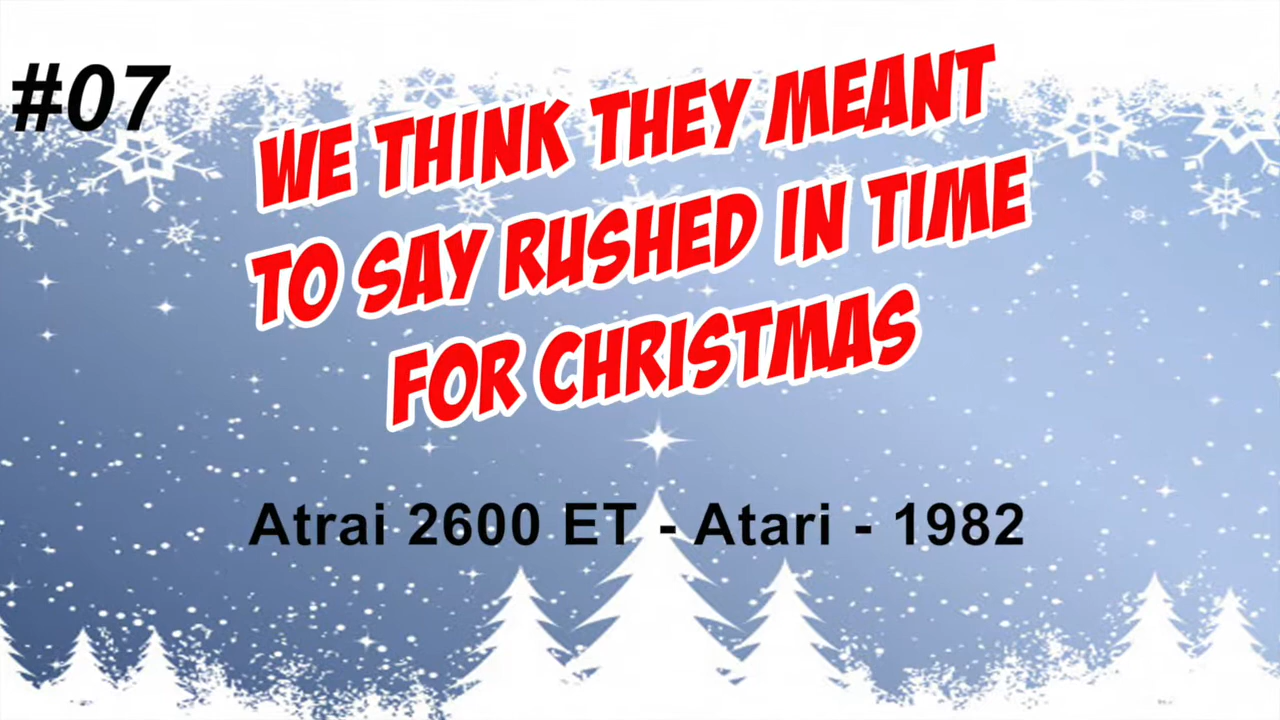 #07
WE THINK THEY MEANT
TO SAY RUSHED IN TIME
FOR CHRISTMAS
Atrai 2600 ET - Atari - 1982